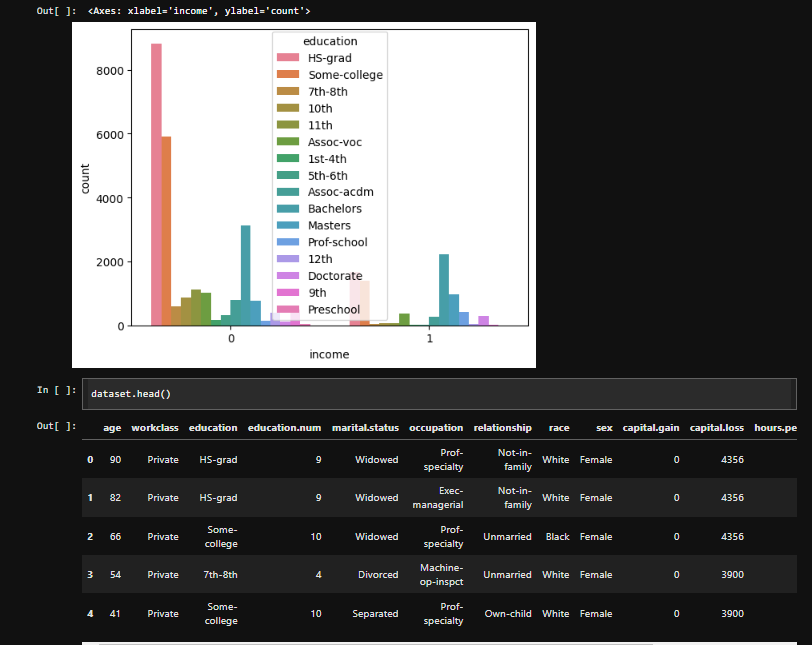 Out[ ]: <Axes: xlabel='income', ylabel='count'>
education
HS-grad
Some-college
7th-8th
10th
11th
Assoc-voc
1st-4th
5th-6th
Assoc-acdm
Bachelors
Masters
Prof-school
12th
Doctorate
9th
Preschool
8000
6000
4000
2000
0
count
0 1
income
In [ ]: dataset.head()
Out[ ]: age workclass education education.num marital.status occupation relationship race sex capital.gain capital.loss hours.pe
0 90 Private HS-grad 9 Widowed Prof-specialty Not-in-family White Female 0 4356
1 82 Private HS-grad 9 Widowed Exec-managerial Not-in-family White Female 0 4356
2 66 Private Some-college 10 Widowed Prof-specialty Unmarried Black Female 0 4356
3 54 Private 7th-8th 4 Divorced Machine-op-inspct Unmarried White Female 0 3900
4 41 Private Some-college 10 Separated Prof-specialty Own-child White Female 0 3900